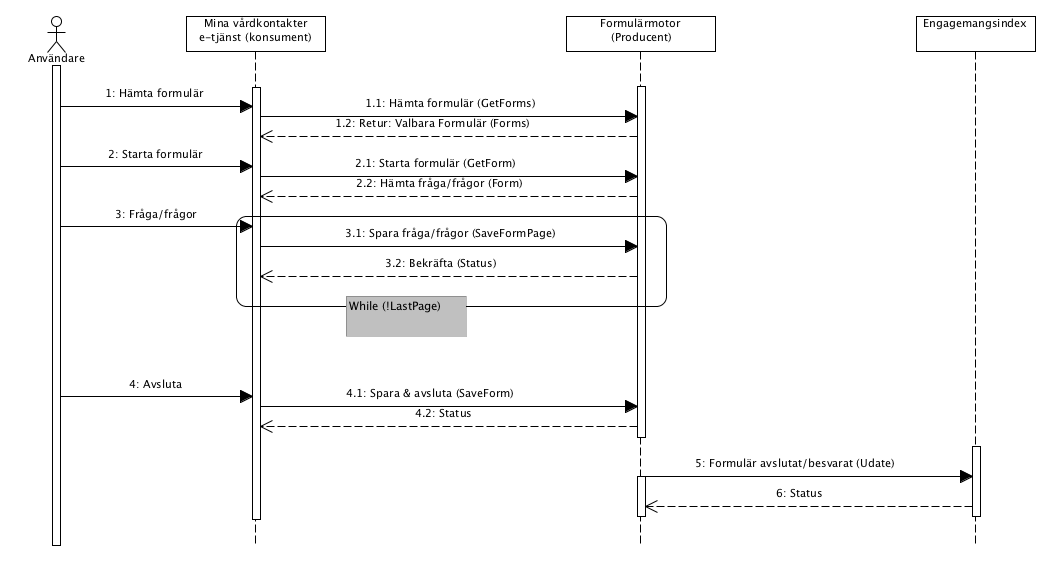 Användare
Mina vårdkontakter
e-tjänst (konsument)
Formulärmotor
(Producent)
Engagemangsindex
1: Hämta formulär
1.1: Hämta formulär (GetForms)
1.2: Retur: Valbara Formulär (Forms)
2: Starta formulär
2.1: Starta formulär (GetForm)
2.2: Hämta fråga/frågor (Form)
3: Fråga/frågor
3.1: Spara fråga/frågor (SaveFormPage)
3.2: Bekräfta (Status)
While (!LastPage)
4: Avsluta
4.1: Spara & avsluta (SaveForm)
4.2: Status
5: Formulär avslutat/besvarat (Udate)
6: Status